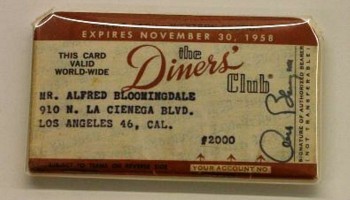 EXPIRES NOVEMBER 30, 1958
THIS CARD
VALID
WORLD-WIDE
the
Diners'
Club®
MR. ALFRED BLOOMINGDALE
910 N. LA CIENEGA BLVD.
LOS ANGELES 46, CAL.
#2000
YOUR ACCOUNT NO.
SIGNATURE OF AUTHORIZED BEARER
NOT TRANSFERABLE